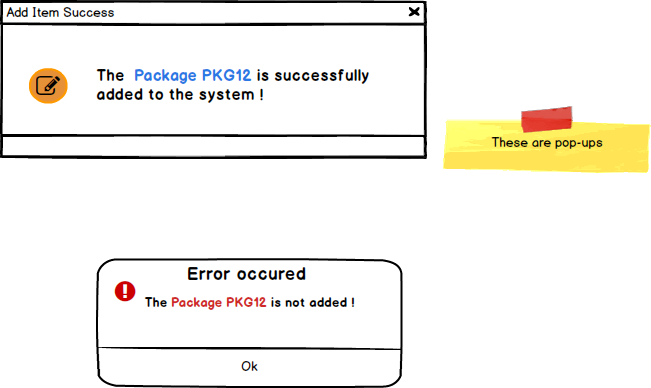 Add Item Success
The Package PKG12 is successfully
added to the system !
These are pop-ups
Error occured
The Package PKG12 is not added !
Ok